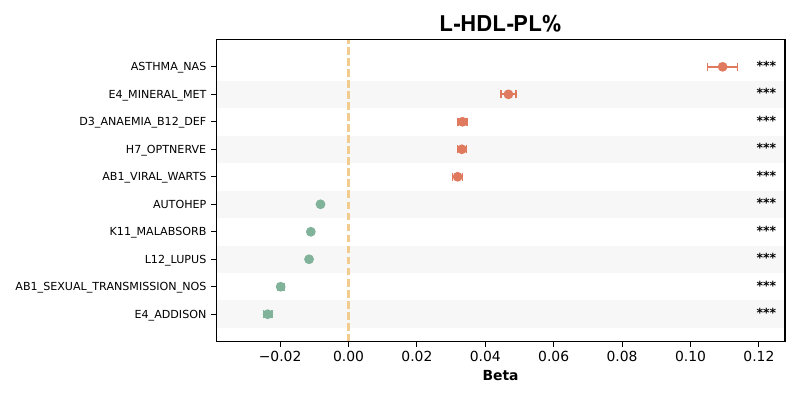 L-HDL-PL%
ASTHMA_NAS ***
E4_MINERAL_MET ***
D3_ANAEMIA_B12_DEF ***
H7_OPTNERVE ***
AB1_VIRAL_WARTS ***
AUTOHEP ***
K11_MALABSORB ***
L12_LUPUS ***
AB1_SEXUAL_TRANSMISSION_NOS ***
E4_ADDISON ***
−0.02 0.00 0.02 0.04 0.06 0.08 0.10 0.12
Beta